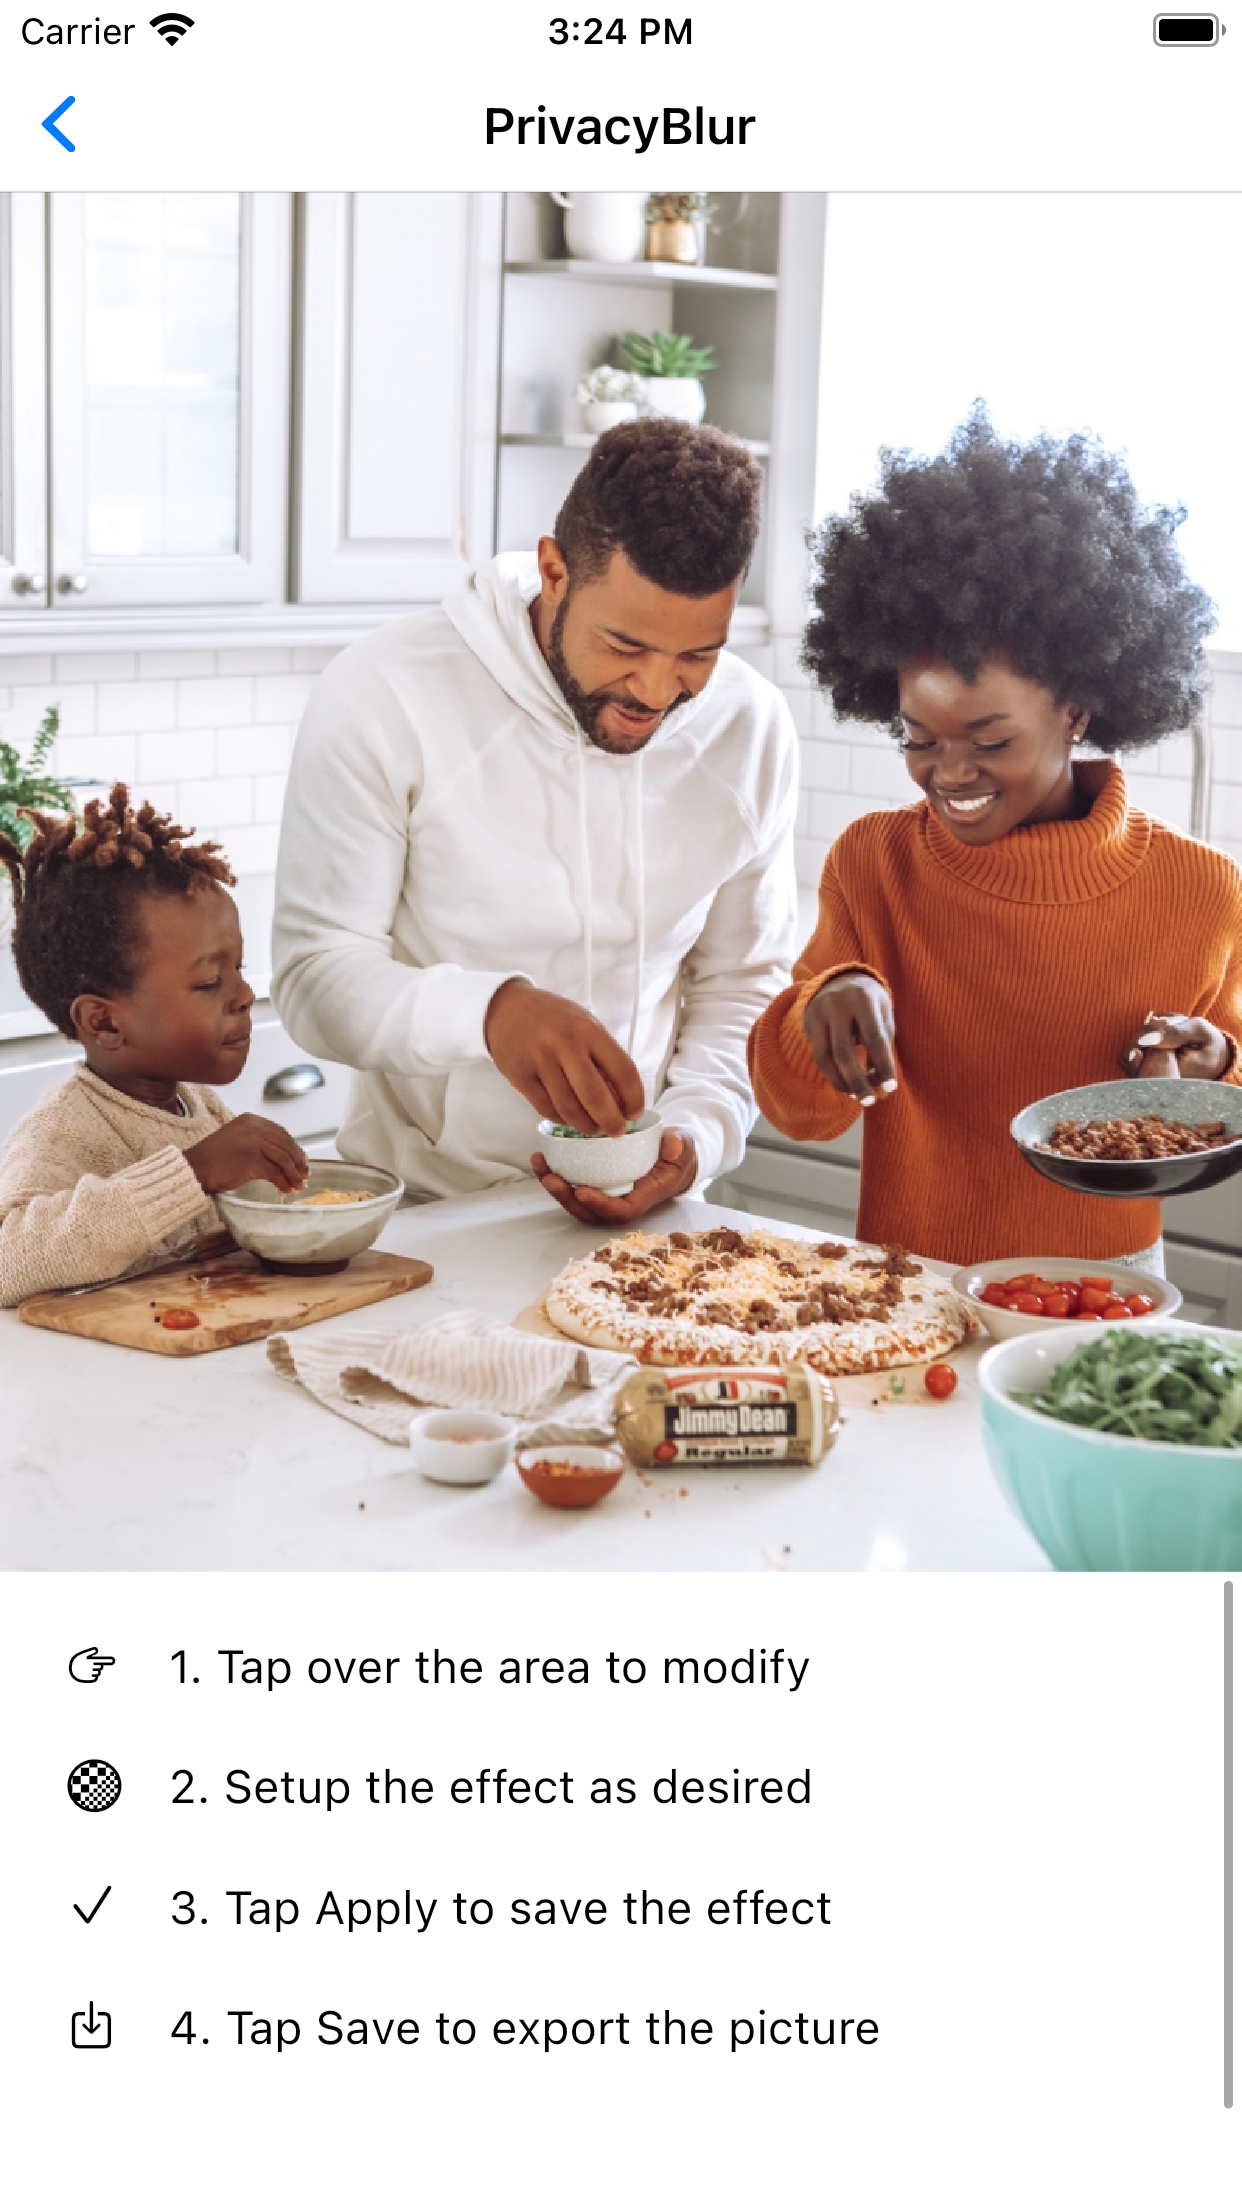 Carrier
3:24 PM
PrivacyBlur
Jimmy Dean
Regular
1. Tap over the area to modify
2. Setup the effect as desired
3. Tap Apply to save the effect
4. Tap Save to export the picture